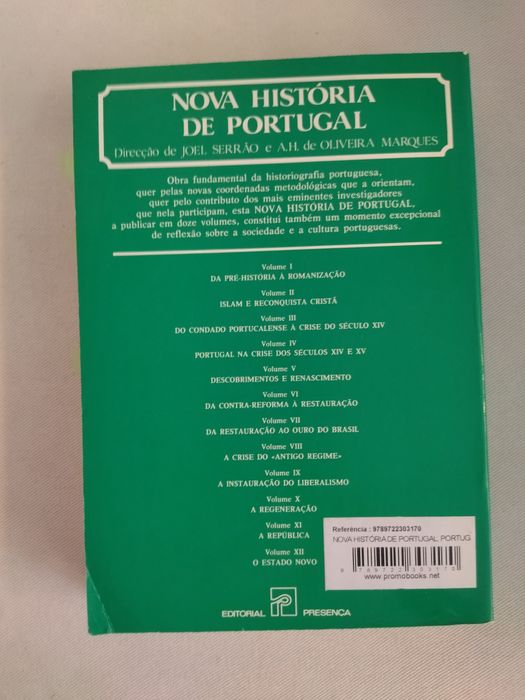 NOVA HISTÓRIA
DE PORTUGAL
Direcção de JOEL SERRÃO e A.H. de OLIVEIRA MARQUES
Obra fundamental da historiografia portuguesa,
quer pelas novas coordenadas metodológicas que a orientam,
quer pelo contributo dos mais eminentes investigadores
que nela participam, esta NOVA HISTÓRIA DE PORTUGAL,
a publicar em doze volumes, constitui também um momento excepcional
de reflexão sobre a sociedade e a cultura portuguesas.
Volume I
DA PRÉ-HISTÓRIA À ROMANIZAÇÃO
Volume II
ISLAM E RECONQUISTA CRISTÃ
Volume III
DO CONDADO PORTUCALENSE À CRISE DO SÉCULO XIV
Volume IV
PORTUGAL NA CRISE DOS SÉCULOS XIV E XV
Volume V
DESCOBRIMENTOS E RENASCIMENTO
Volume VI
DA CONTRA-REFORMA À RESTAURAÇÃO
Volume VII
DA RESTAURAÇÃO AO OURO DO BRASIL
Volume VIII
A CRISE DO «ANTIGO REGIME»
Volume IX
A INSTAURAÇÃO DO LIBERALISMO
Volume X
A REGENERAÇÃO
Volume XI
A REPÚBLICA
Volume XII
O ESTADO NOVO
Referência : 9789722303170
NOVA HISTÓRIA DE PORTUGAL, PORTUG
9 789722 303170
www.promobooks.net
EDITORIAL PRESENÇA